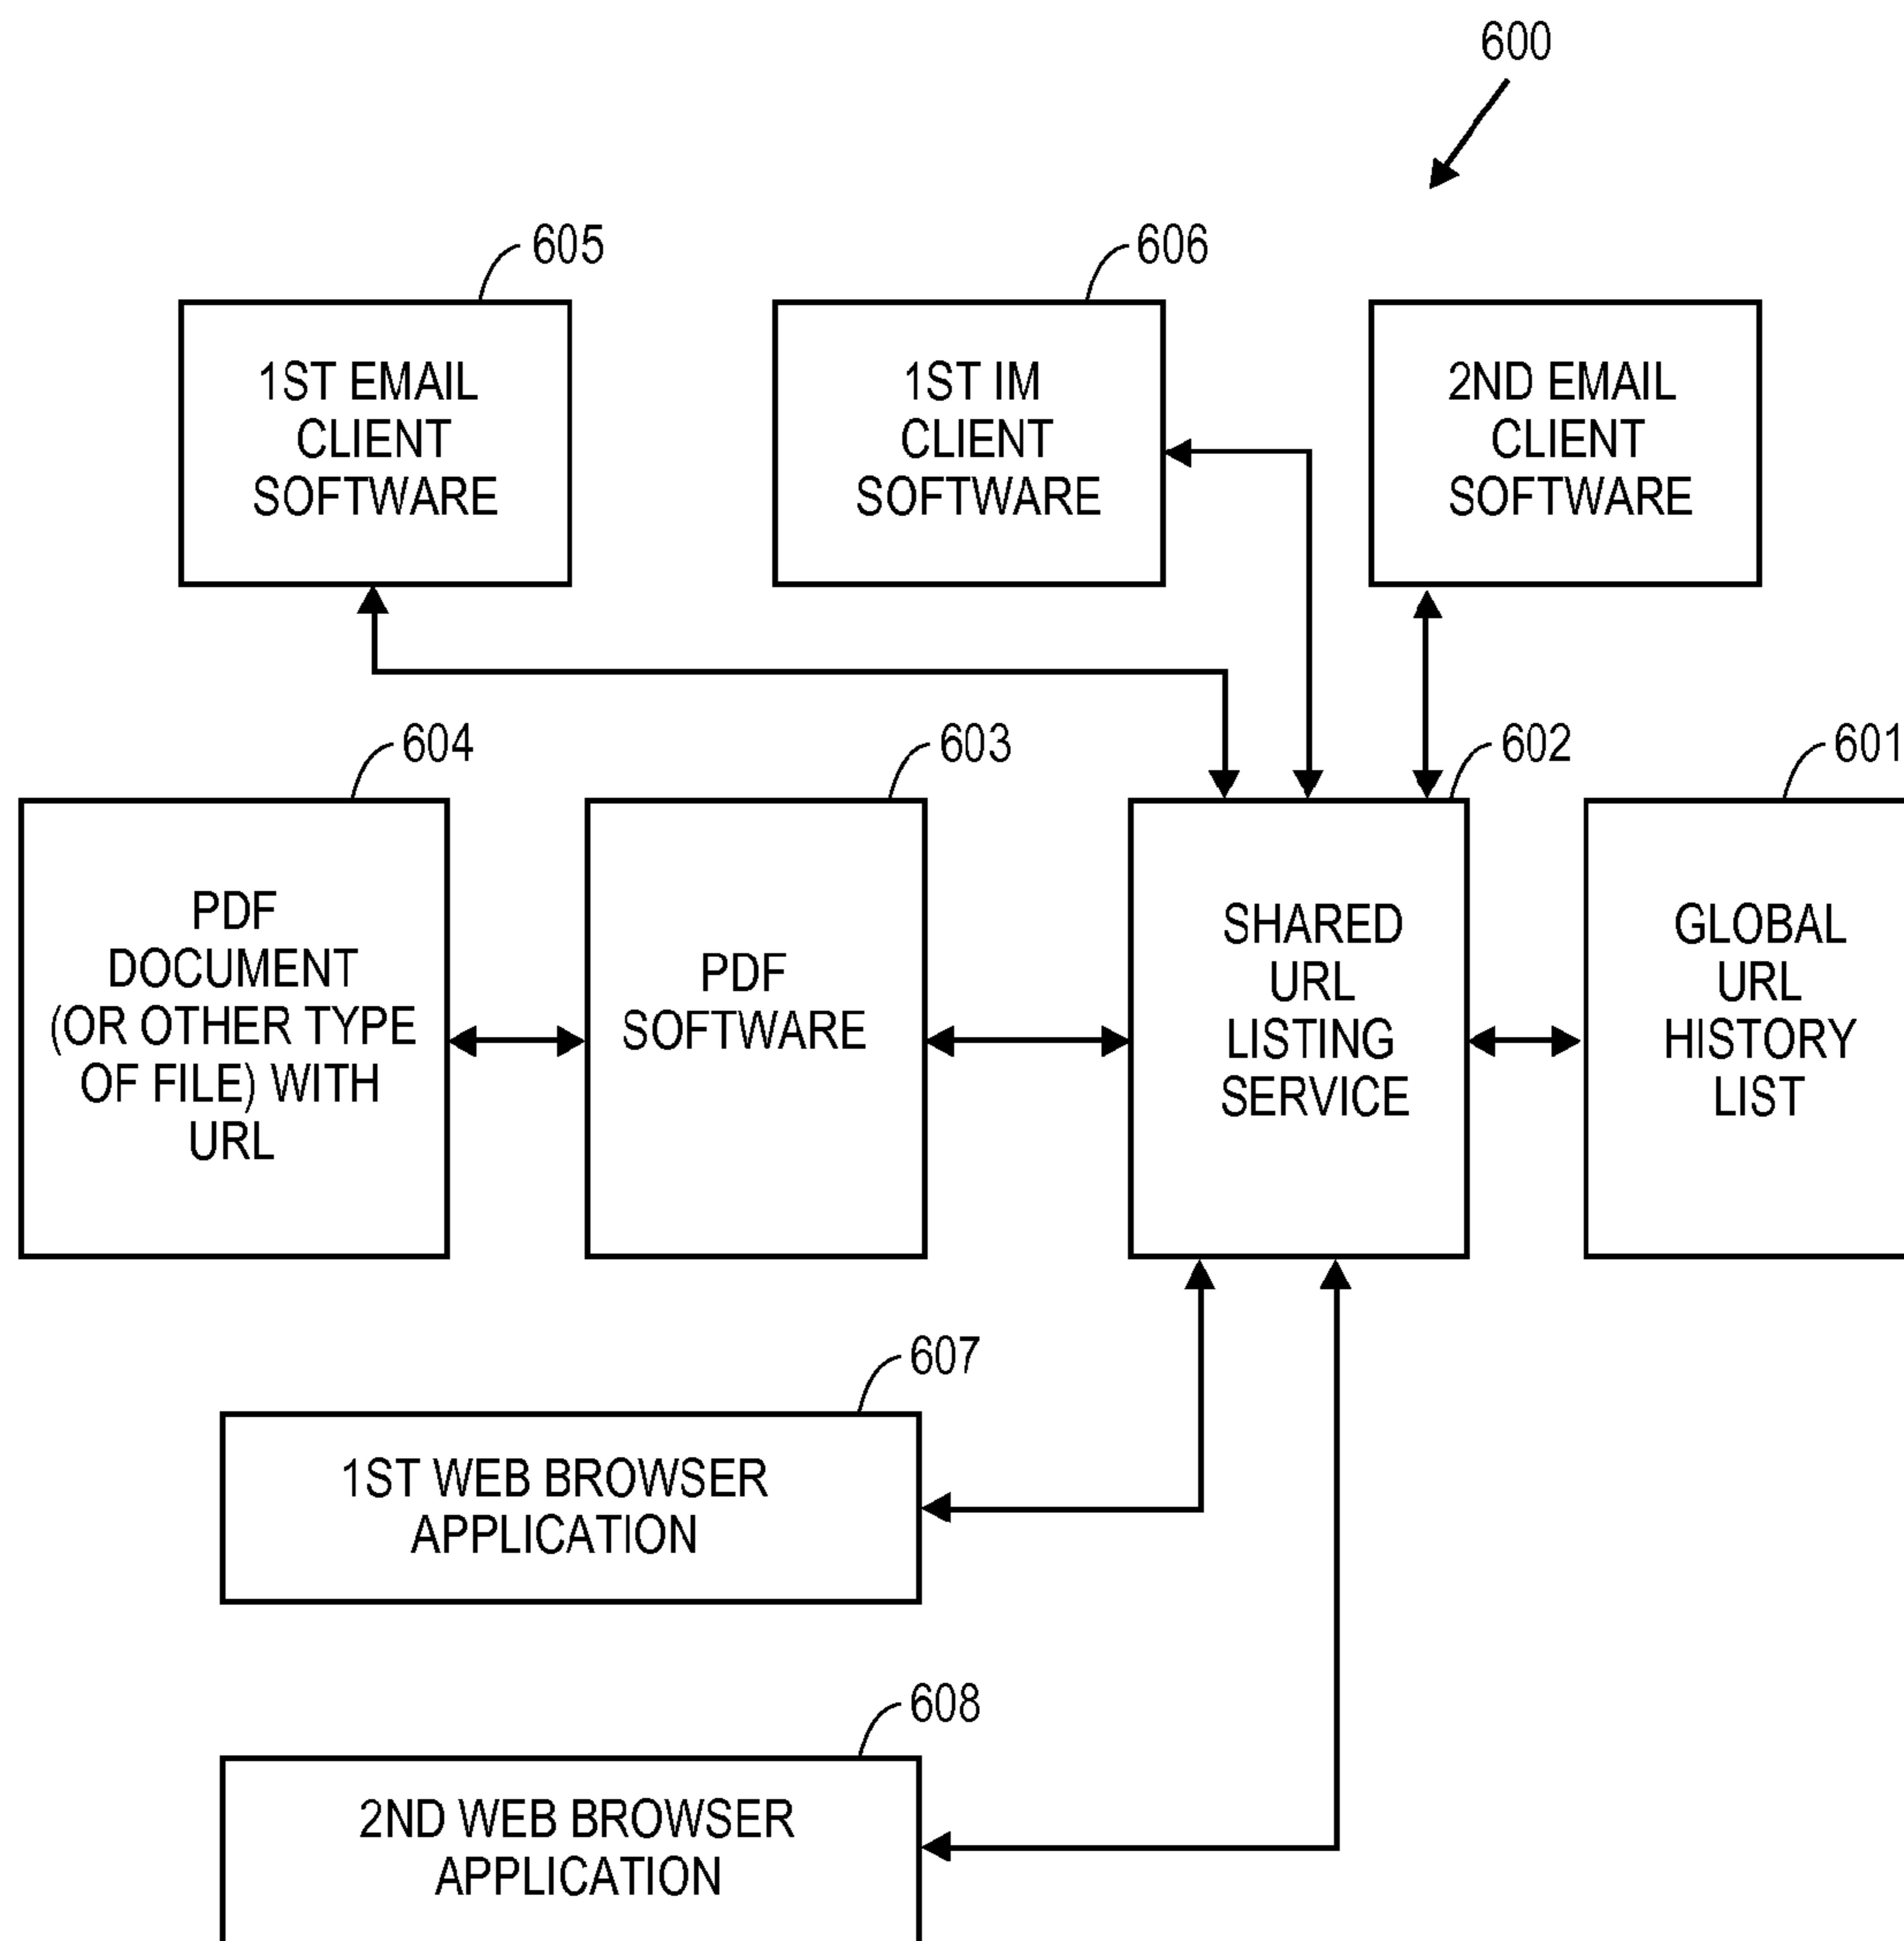 600
605
606
1ST EMAIL
CLIENT
SOFTWARE
1ST IM
CLIENT
SOFTWARE
2ND EMAIL
CLIENT
SOFTWARE
604
603
602
601
PDF
DOCUMENT
(OR OTHER TYPE
OF FILE) WITH
URL
PDF
SOFTWARE
SHARED
URL
LISTING
SERVICE
GLOBAL
URL
HISTORY
LIST
607
1ST WEB BROWSER
APPLICATION
608
2ND WEB BROWSER
APPLICATION